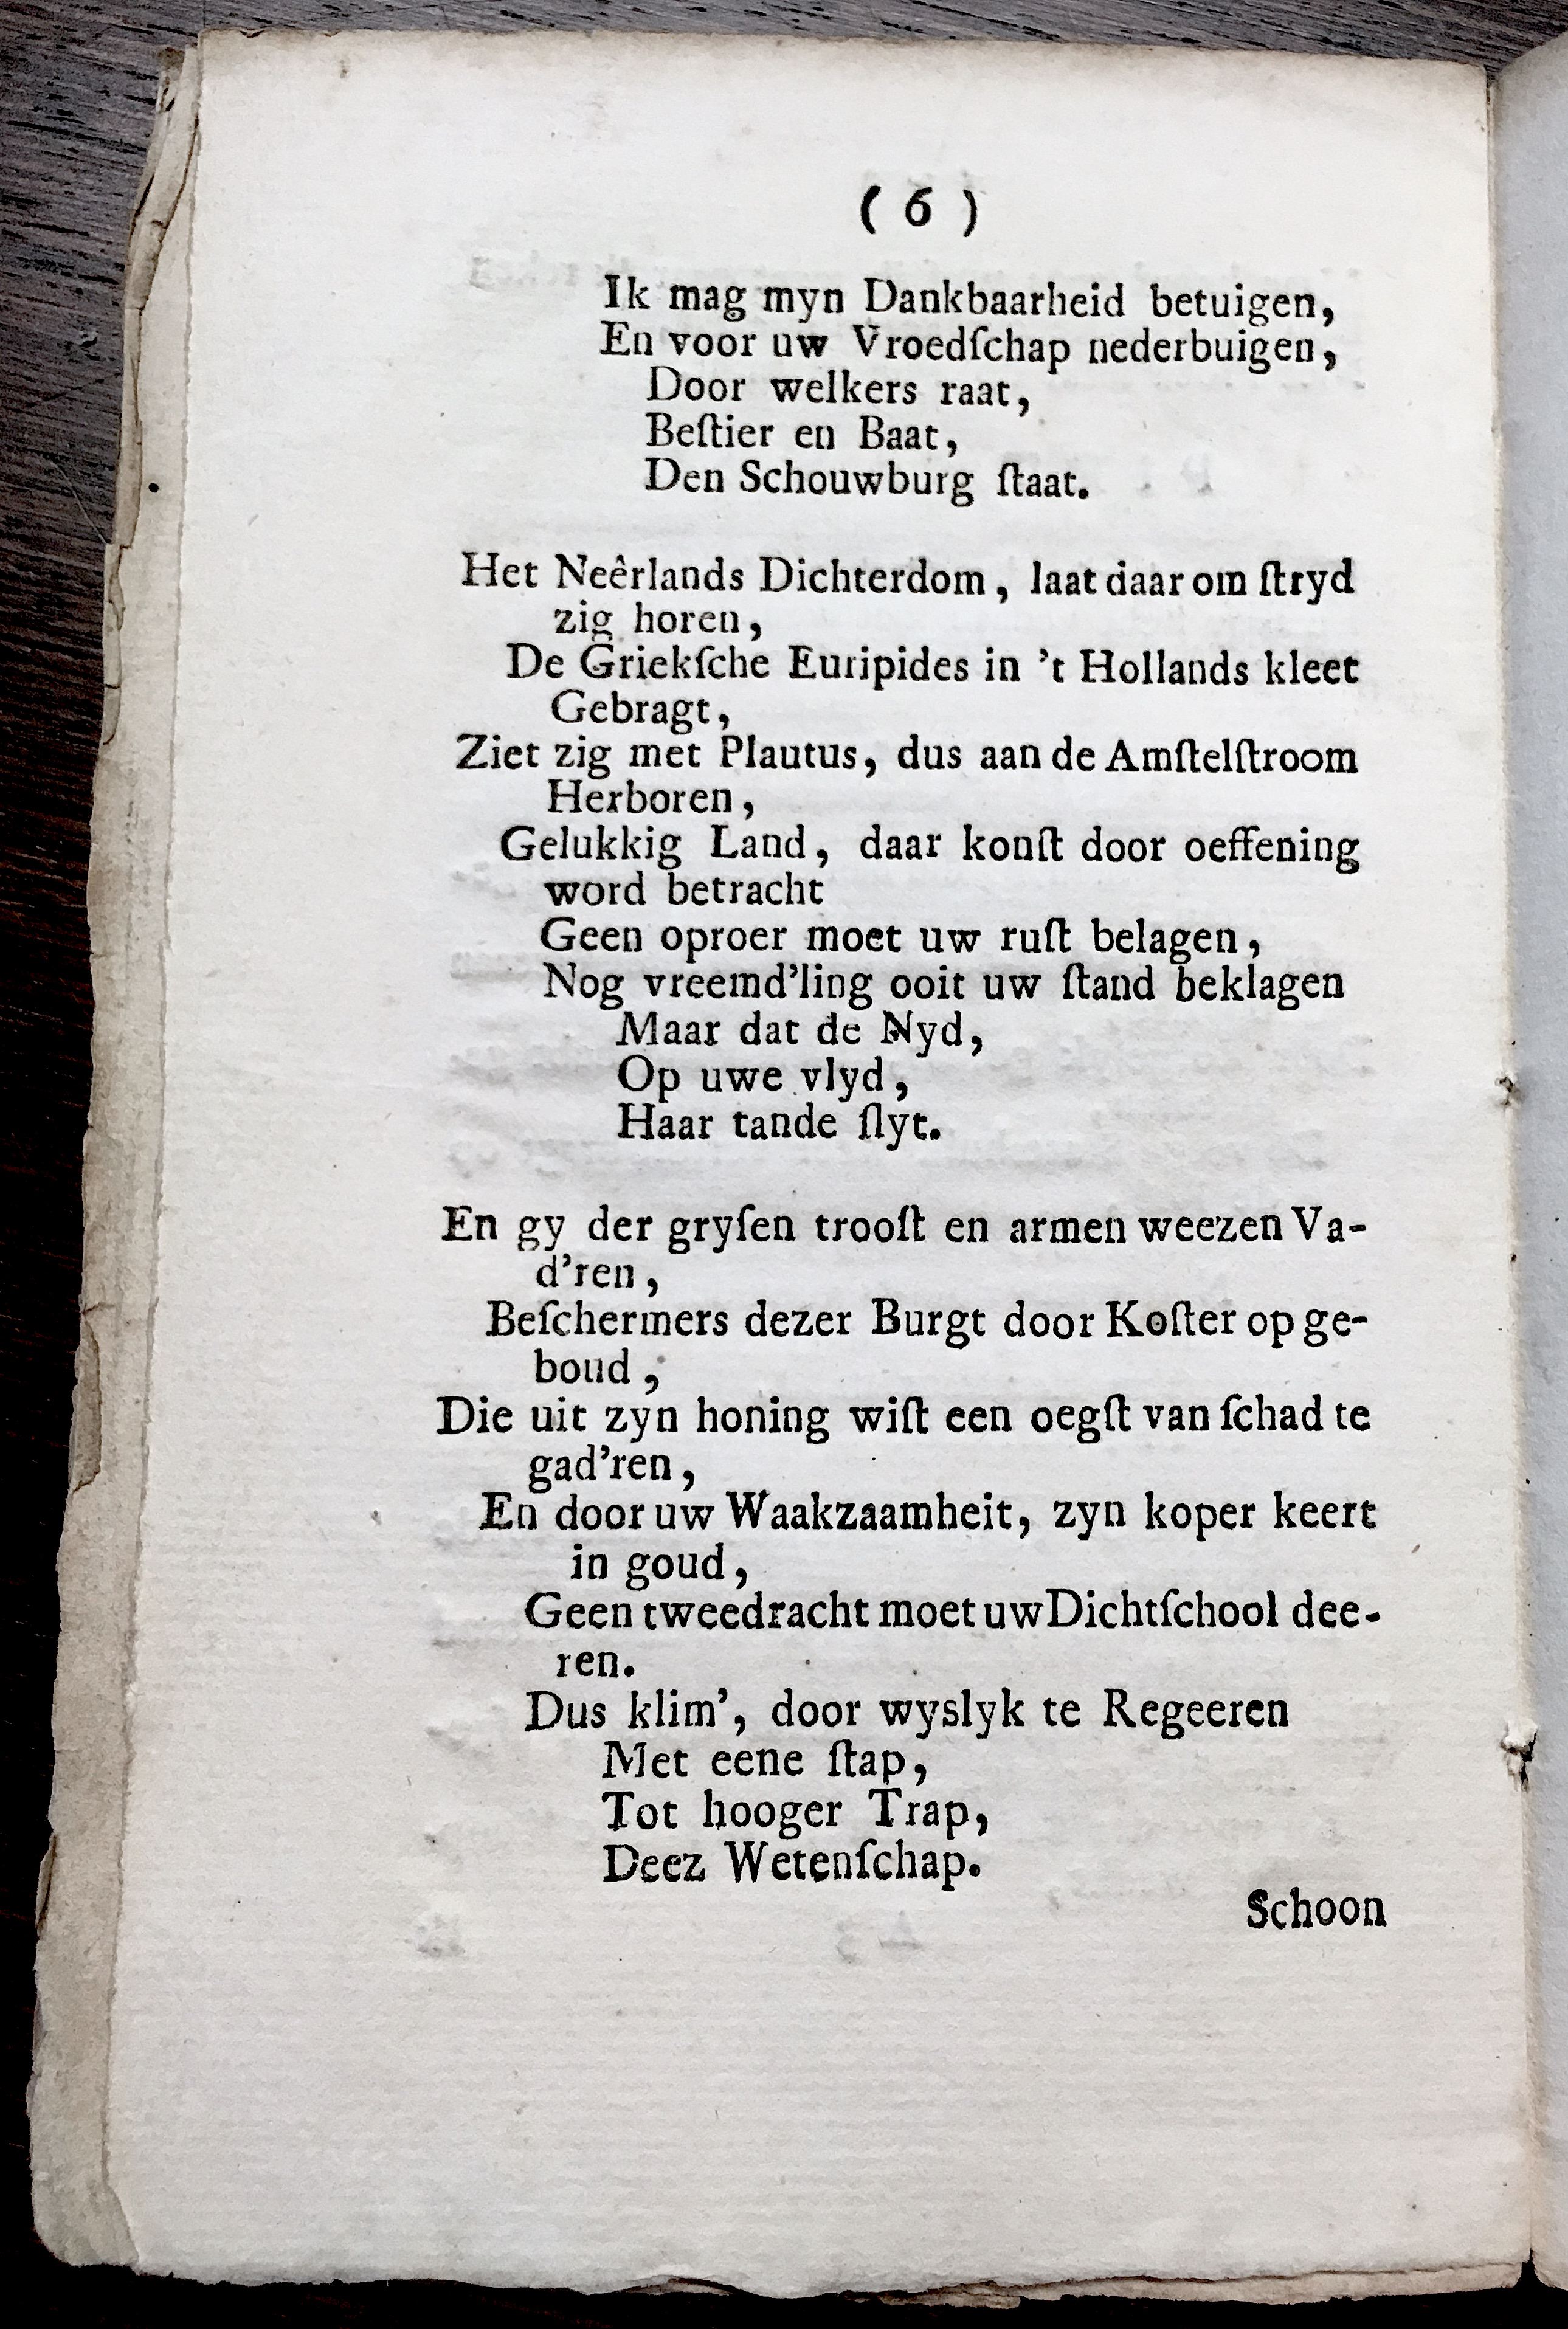 ( 6 )
Ik mag myn Dankbaarheid betuigen,
En voor uw Vroedſchap nederbuigen,
Door welkers raat,
Beſtier en Baat,
Den Schouwburg ſtaat.
Het Neêrlands Dichterdom, laat daar om ſtryd
zig horen,
De Griekſche Euripides in 't Hollands kleet
Gebragt,
Ziet zig met Plautus, dus aan de Amſtelſtroom
Herboren,
Gelukkig Land, daar konſt door oeffening
word betracht
Geen oproer moet uw ruſt belagen,
Nog vreemd'ling ooit uw ſtand beklagen
Maar dat de Nyd,
Op uwe vlyd,
Haar tande ſlyt.
En gy der gryſen trooſt en armen weezen Va-
d'ren,
Beſchermers dezer Burgt door Koſter op ge-
boud,
Die uit zyn honing wiſt een oegſt van ſchad te
gad'ren,
En door uw Waakzaamheit, zyn koper keert
in goud,
Geen tweedracht moet uw Dichtſchool dee-
ren.
Dus klim', door wyslyk te Regeeren
Met eene ſtap,
Tot hooger Trap,
Deez Wetenſchap.
Schoon